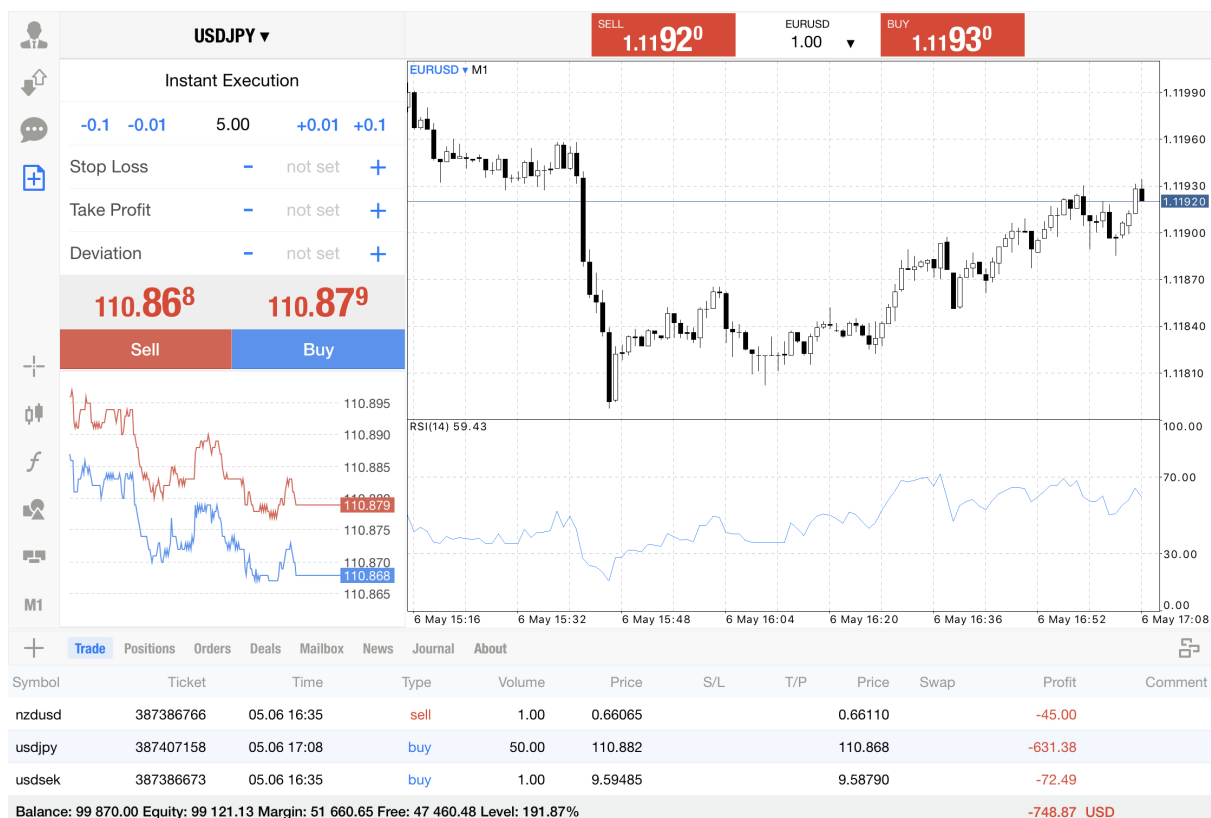 USDJPY ▾
SELL
1.11920
EURUSD
1.00 ▼
BUY
1.11930
Instant Execution
-0.1 -0.01 5.00 +0.01 +0.1
Stop Loss - not set +
Take Profit - not set +
Deviation - not set +
110.868 110.879
Sell Buy
110.895
110.890
110.885
110.879
110.875
110.870
110.868
110.865
M1
EURUSD ▾ M1
1.11990
1.11960
1.11930
1.11920
1.11900
1.11870
1.11840
1.11810
RSI(14) 59.43
100.00
70.00
30.00
0.00
6 May 15:16 6 May 15:32 6 May 15:48 6 May 16:04 6 May 16:20 6 May 16:36 6 May 16:52 6 May 17:08
Trade Positions Orders Deals Mailbox News Journal About
Symbol Ticket Time Type Volume Price S/L T/P Price Swap Profit Comment
nzdusd 387386766 05.06 16:35 sell 1.00 0.66065 0.66110 -45.00
usdjpy 387407158 05.06 17:08 buy 50.00 110.882 110.868 -631.38
usdsek 387386673 05.06 16:35 buy 1.00 9.59485 9.58790 -72.49
Balance: 99 870.00 Equity: 99 121.13 Margin: 51 660.65 Free: 47 460.48 Level: 191.87% -748.87 USD